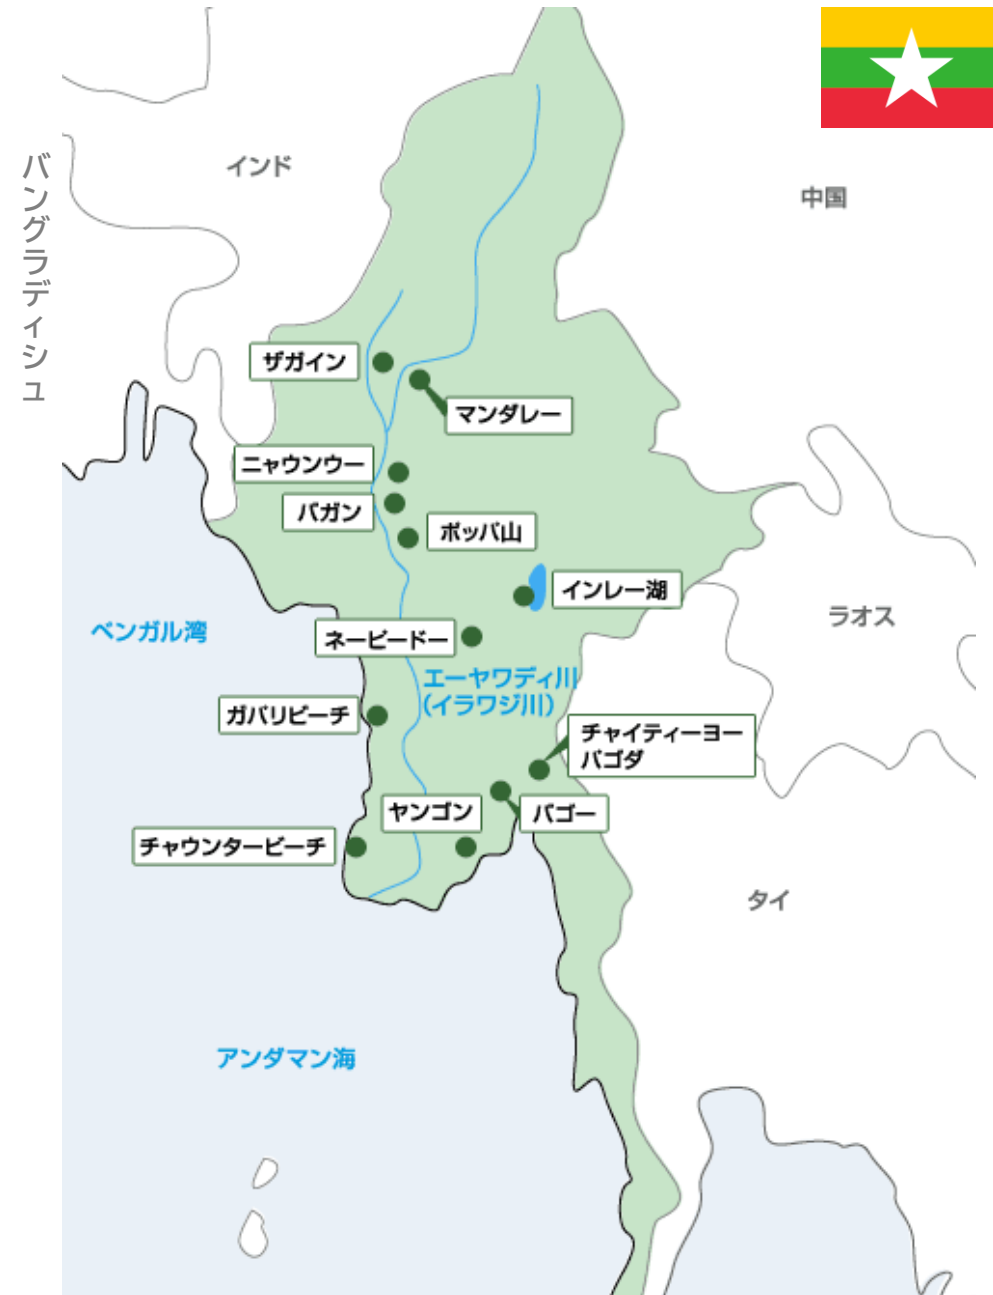 インド
中国
バングラディシュ
ザガイン
マンダレー
ニャウンウー
バガン
ポッパ山
インレー湖
ラオス
ベンガル湾
ネービードー
エーヤワディ川
(イラワジ川)
ガバリビーチ
チャイティーヨー
パゴダ
ヤンゴン
バゴー
チャウンタービーチ
タイ
アンダマン海